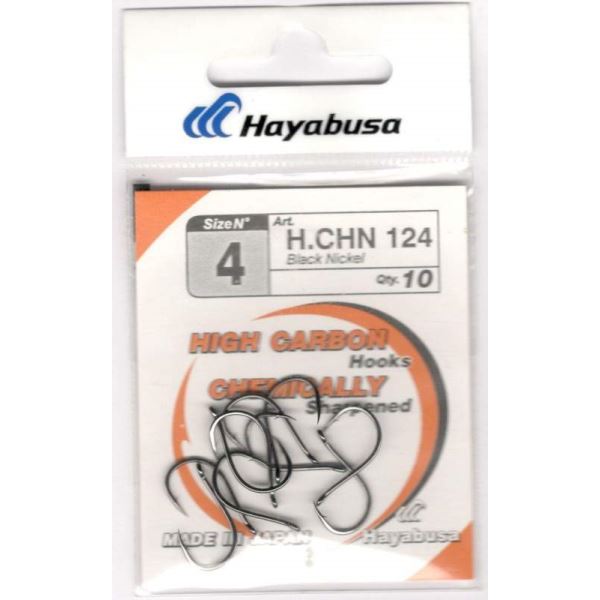 Hayabusa
Size N°
4
Art.
H.CHN 124
Black Nickel
Qty. 10
HIGH CARBON
Hooks
CHEMICALLY
Sharpened
MADE IN JAPAN
Hayabusa